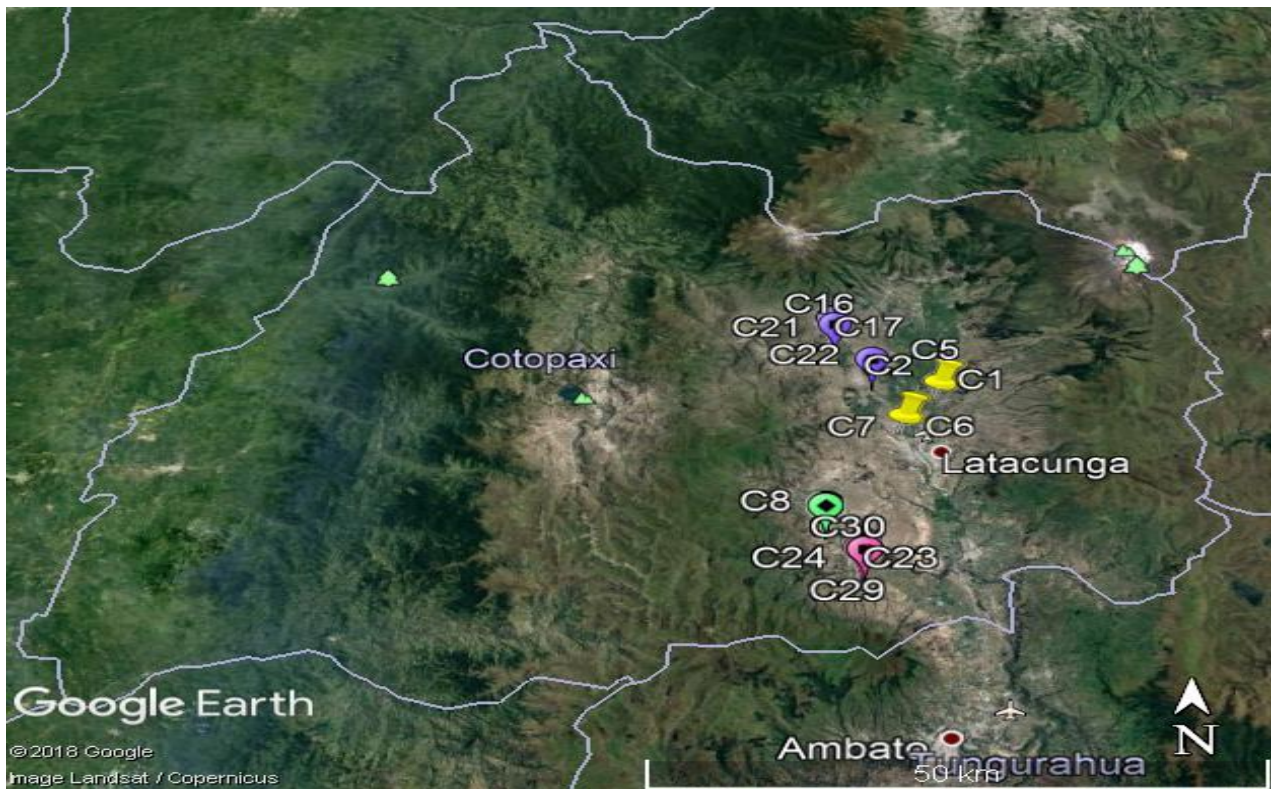 C16
C21 C17
C22 C5
Cotopaxi C2
C1
C7 C6
Latacunga
C8
C30
C24 C23
C29
Google Earth
N
©2018 Google
Ambato
Tungurahua
Image Landsat / Copernicus
50 km